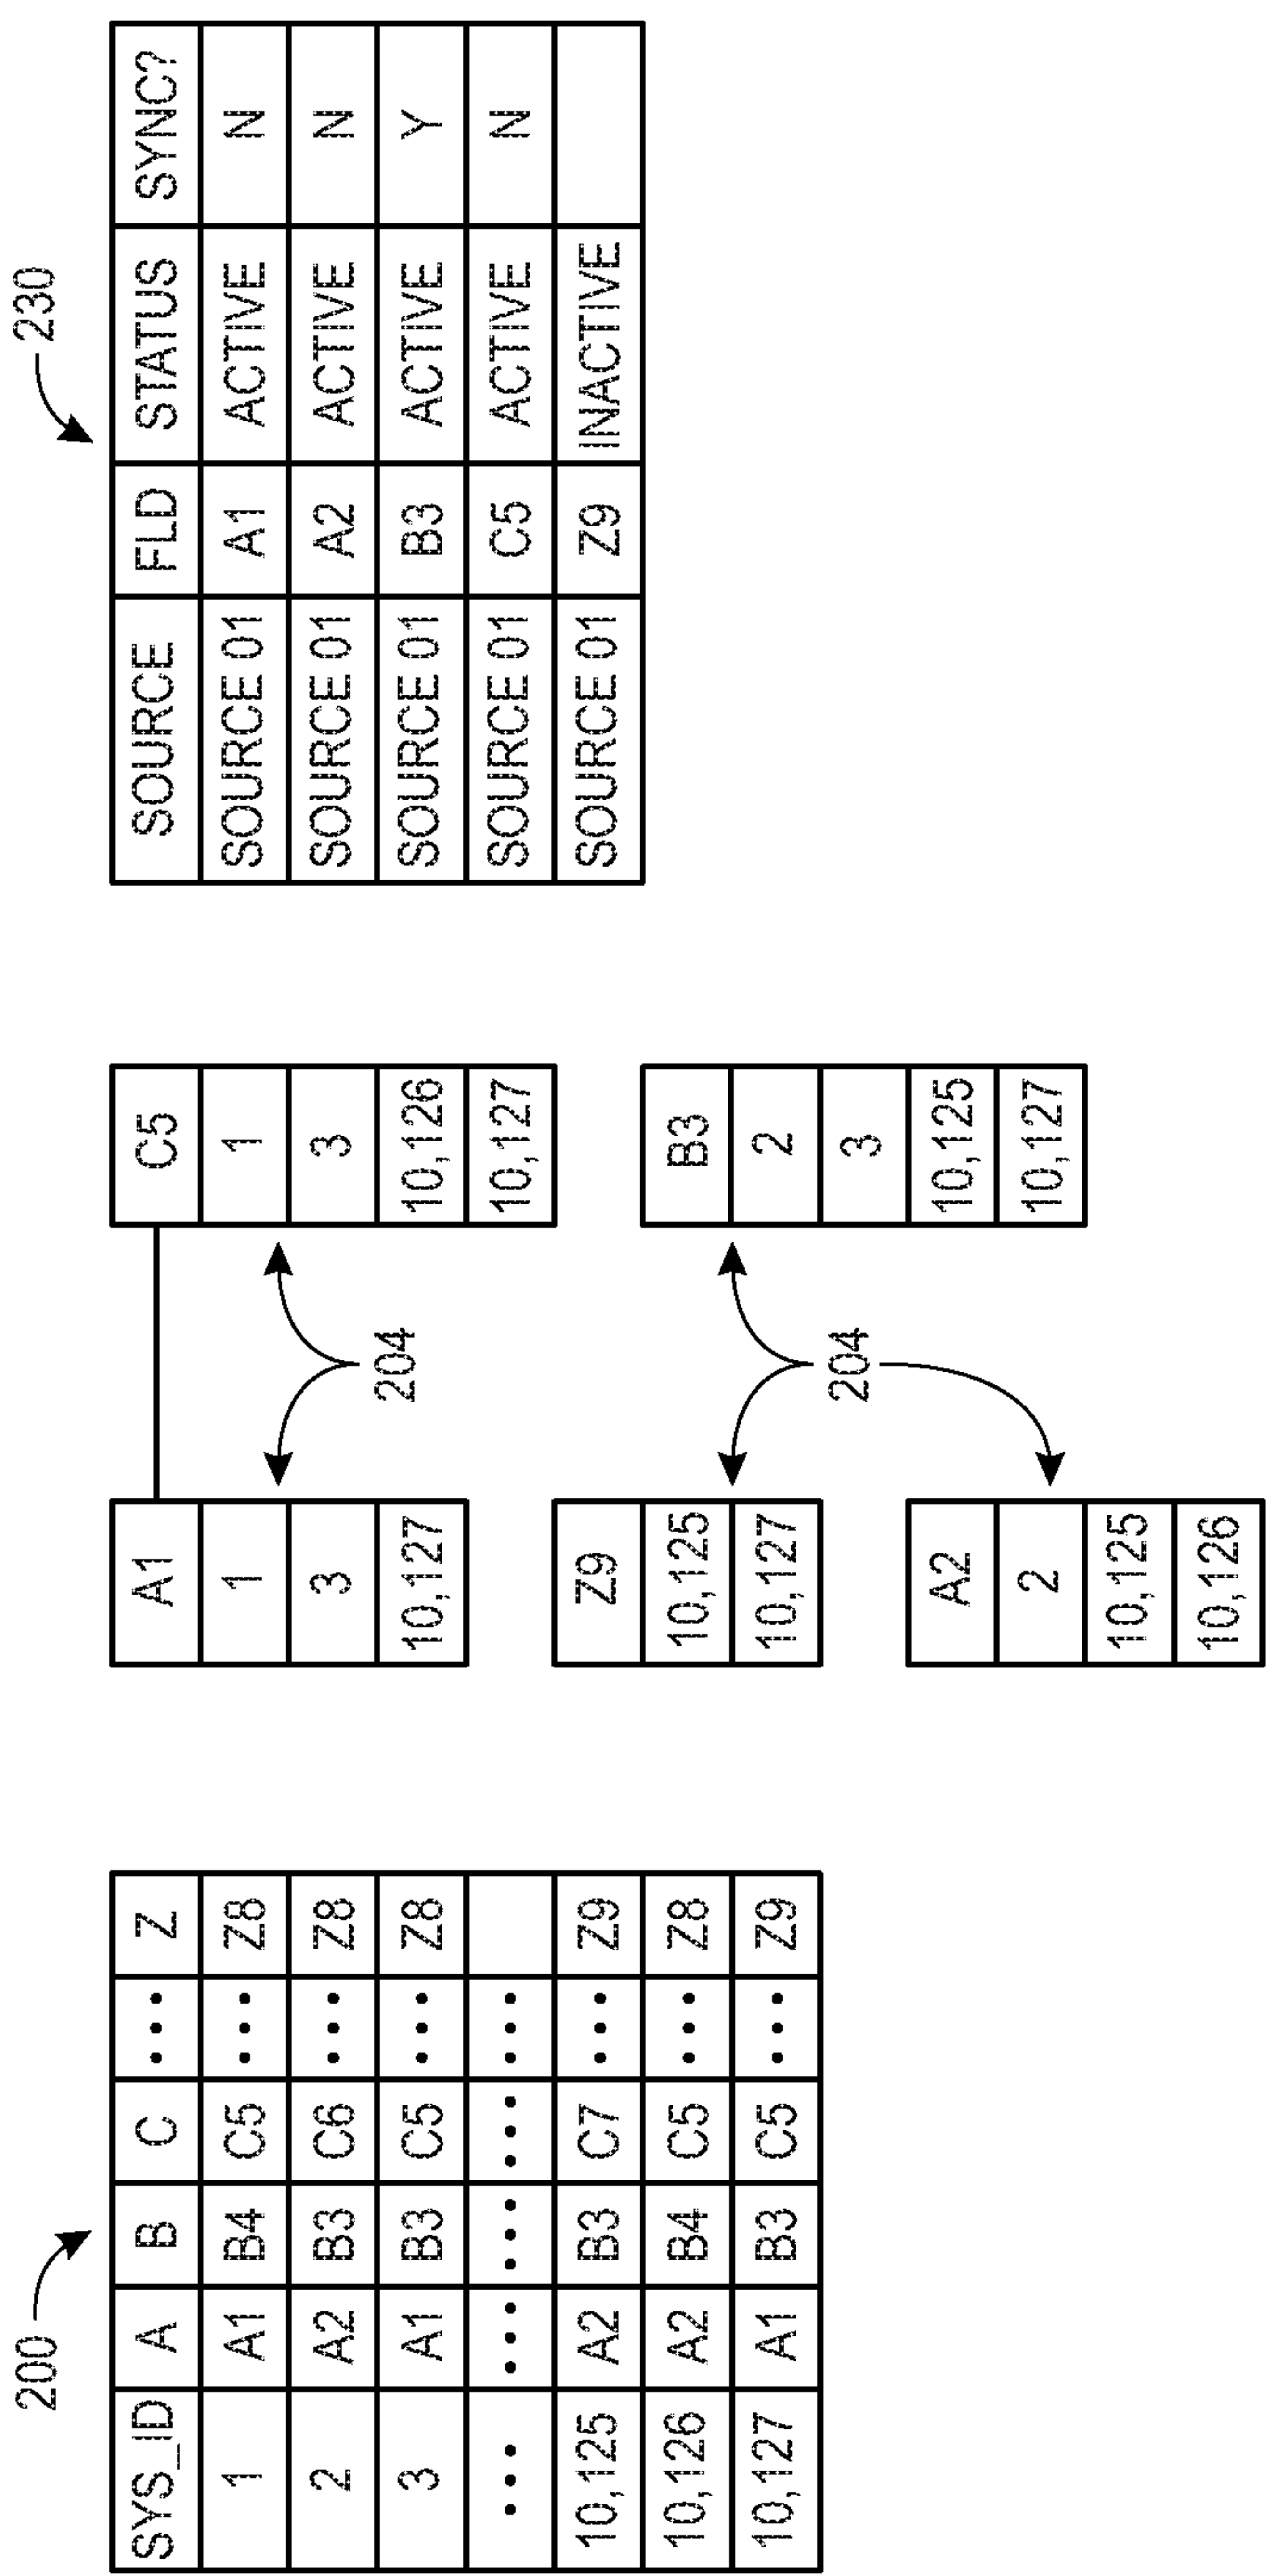 200
SYS_ID A B C ••• Z
1 A1 B4 C5 ••• Z8
2 A2 B3 C6 ••• Z8
3 A1 B3 C5 ••• Z8
••• ••• ••• ••• •••
10,125 A2 B3 C7 ••• Z9
10,126 A2 B4 C5 ••• Z8
10,127 A1 B3 C5 ••• Z9
A1
1
3
10,127
C5
1
3
10,126
10,127
204
Z9
10,125
10,127
B3
2
3
10,125
10,127
204
A2
2
10,125
10,126
230
SOURCE FLD STATUS SYNC?
SOURCE 01 A1 ACTIVE N
SOURCE 01 A2 ACTIVE N
SOURCE 01 B3 ACTIVE Y
SOURCE 01 C5 ACTIVE N
SOURCE 01 Z9 INACTIVE